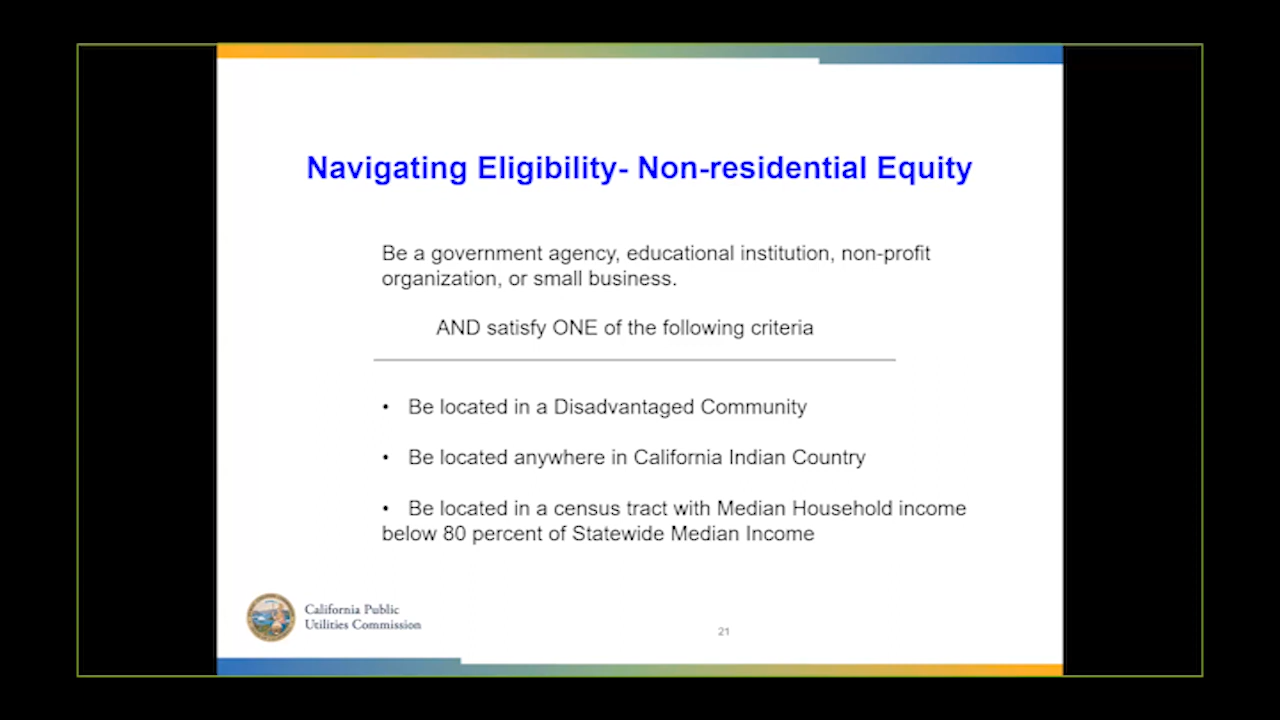 Navigating Eligibility- Non-residential Equity
Be a government agency, educational institution, non-profit
organization, or small business.
AND satisfy ONE of the following criteria
• Be located in a Disadvantaged Community
• Be located anywhere in California Indian Country
• Be located in a census tract with Median Household income
below 80 percent of Statewide Median Income
California Public
Utilities Commission
21